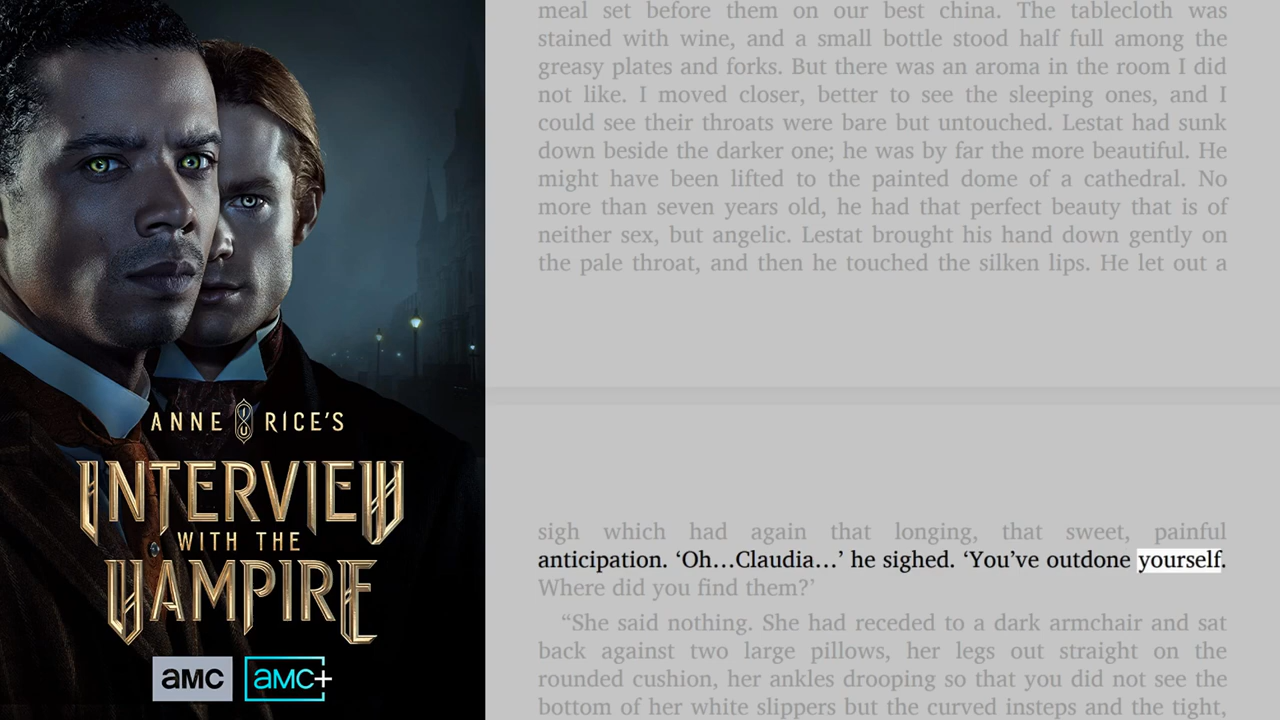 ANNE RICE'S
INTERVIEW
WITH THE
VAMPIRE
amc
amc+
meal set before them on our best china. The tablecloth was
stained with wine, and a small bottle stood half full among the
greasy plates and forks. But there was an aroma in the room I did
not like. I moved closer, better to see the sleeping ones, and I
could see their throats were bare but untouched. Lestat had sunk
down beside the darker one; he was by far the more beautiful. He
might have been lifted to the painted dome of a cathedral. No
more than seven years old, he had that perfect beauty that is of
neither sex, but angelic. Lestat brought his hand down gently on
the pale throat, and then he touched the silken lips. He let out a
sigh which had again that longing, that sweet, painful
anticipation. ‘Oh…Claudia…’ he sighed. ‘You’ve outdone yourself.
Where did you find them?’
“She said nothing. She had receded to a dark armchair and sat
back against two large pillows, her legs out straight on the
rounded cushion, her ankles drooping so that you did not see the
bottom of her white slippers but the curved insteps and the tight,